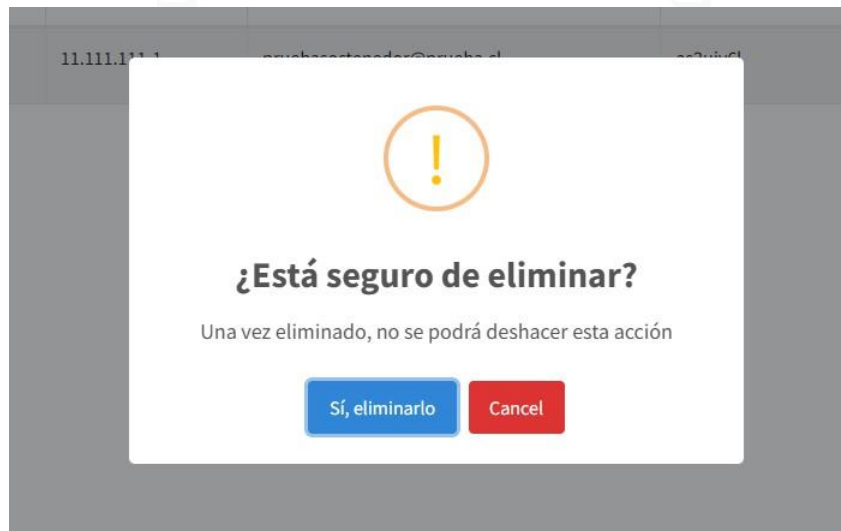 ¿Está seguro de eliminar?
Una vez eliminado, no se podrá deshacer esta acción
Sí, eliminarlo Cancel